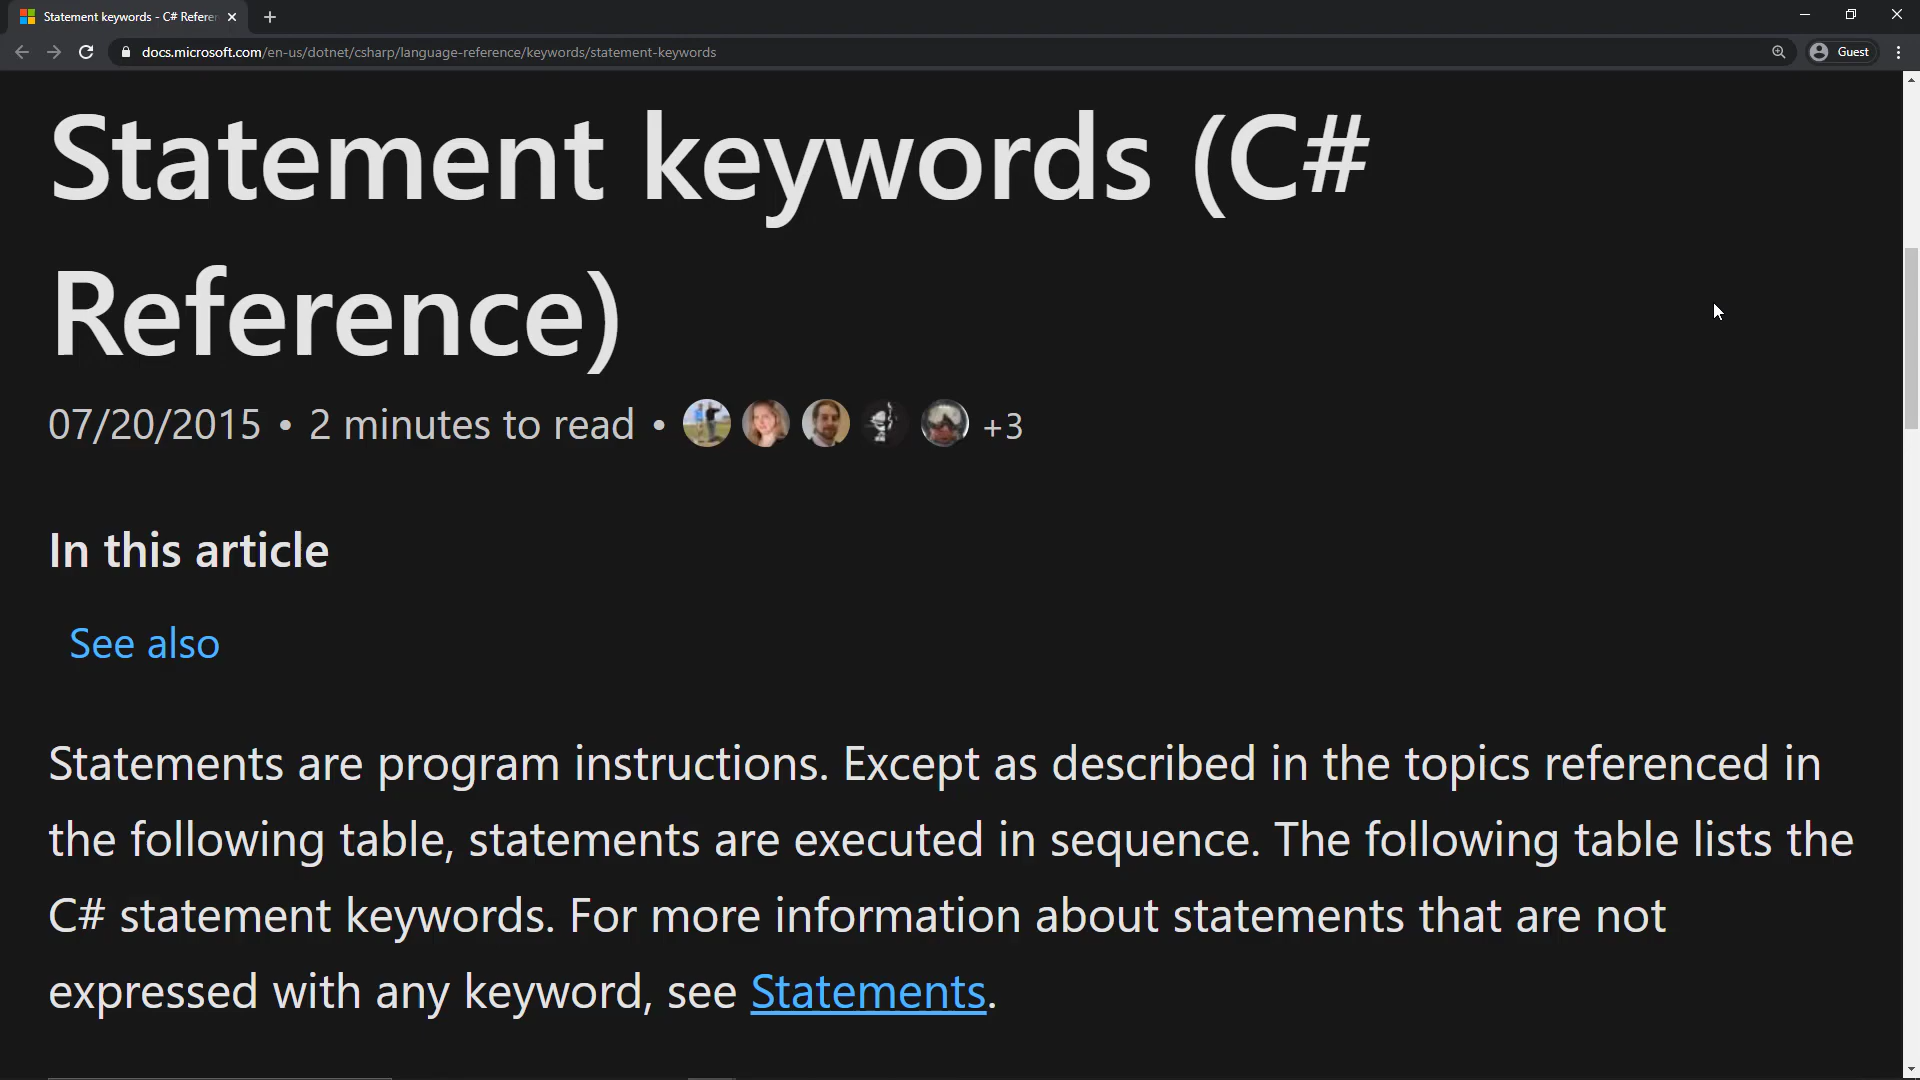 Statement keywords - C# Refere
docs.microsoft.com/en-us/dotnet/csharp/language-reference/keywords/statement-keywords
Guest
Statement keywords (C#
Reference)
07/20/2015 • 2 minutes to read • +3
In this article
See also
Statements are program instructions. Except as described in the topics referenced in
the following table, statements are executed in sequence. The following table lists the
C# statement keywords. For more information about statements that are not
expressed with any keyword, see Statements.